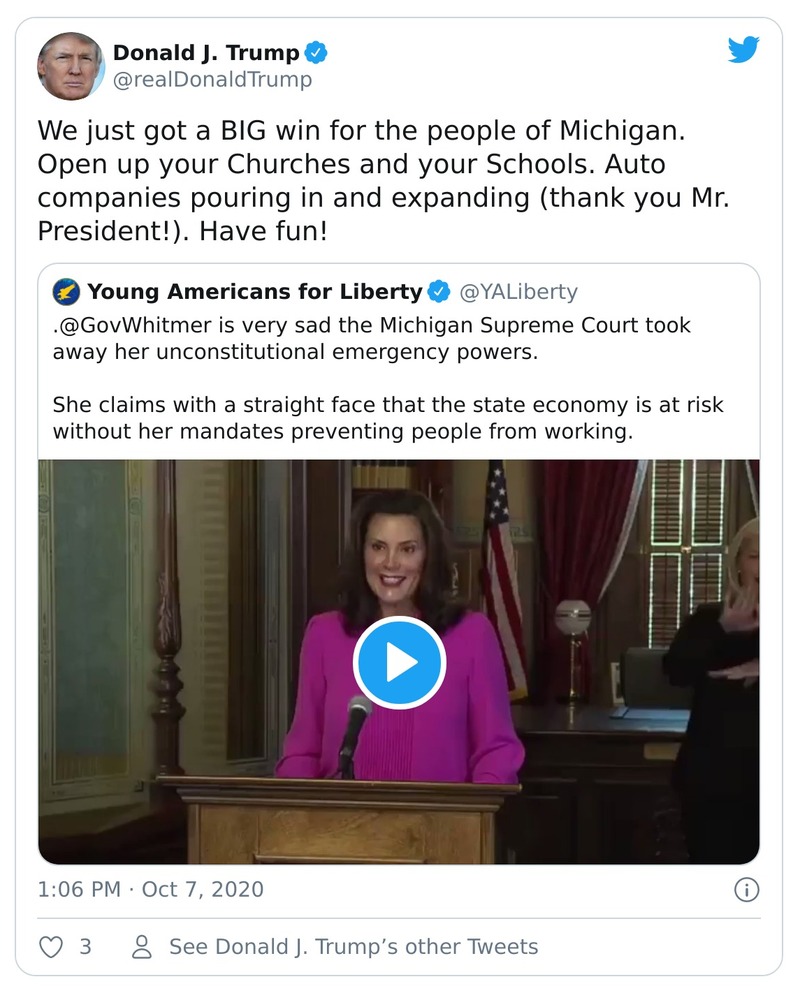 Donald J. Trump
@realDonaldTrump
We just got a BIG win for the people of Michigan.
Open up your Churches and your Schools. Auto
companies pouring in and expanding (thank you Mr.
President!). Have fun!
Young Americans for Liberty @YALiberty
.@GovWhitmer is very sad the Michigan Supreme Court took
away her unconstitutional emergency powers.
She claims with a straight face that the state economy is at risk
without her mandates preventing people from working.
1:06 PM · Oct 7, 2020
3 See Donald J. Trump’s other Tweets